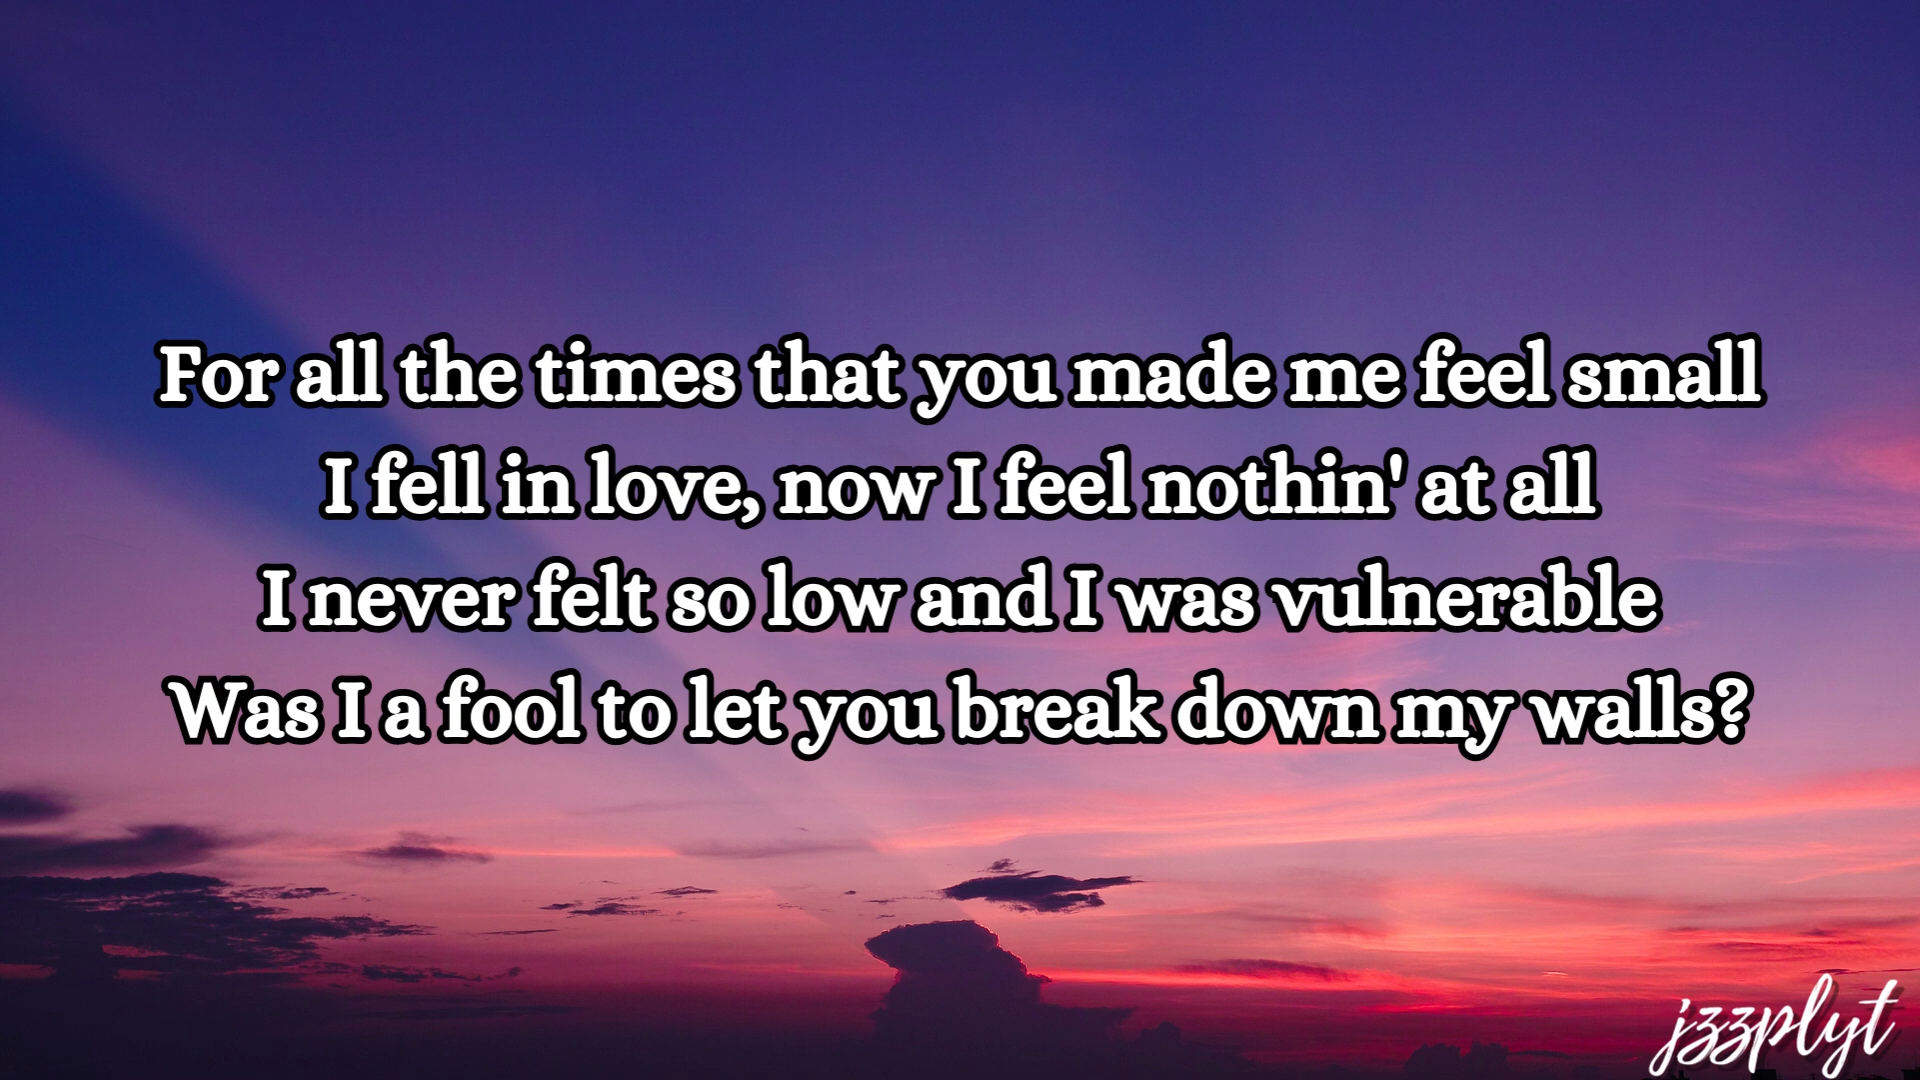 For all the times that you made me feel small
I fell in love, now I feel nothin' at all
I never felt so low and I was vulnerable
Was I a fool to let you break down my walls?
jzzplyt